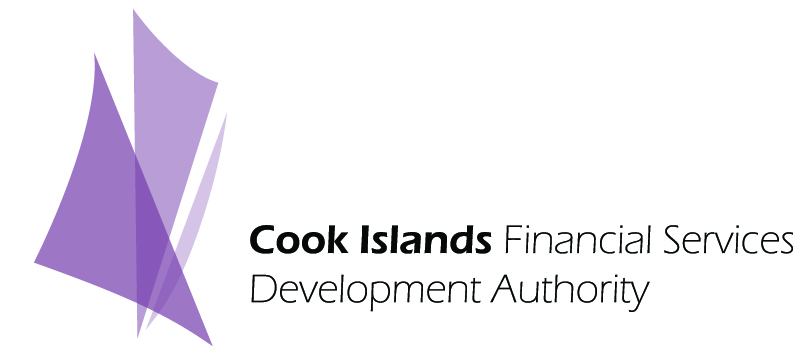 Cook Islands Financial Services
Development Authority